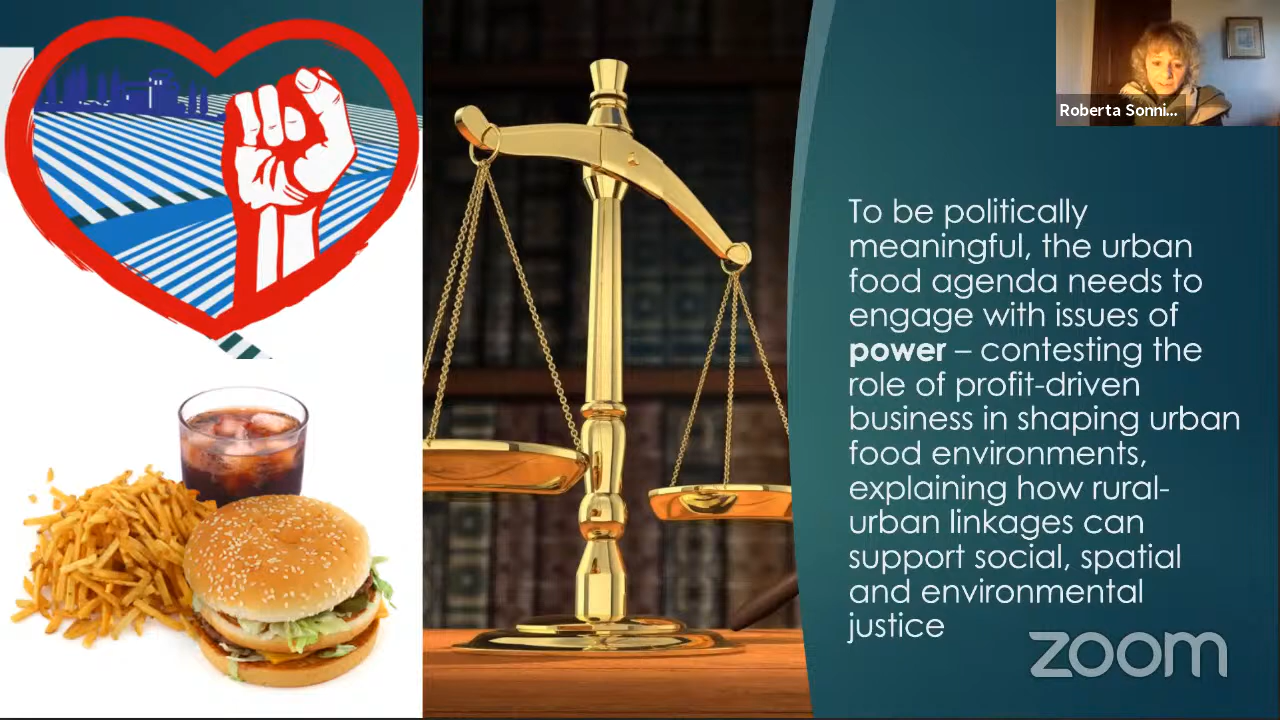 Roberta Sonni...
To be politically
meaningful, the urban
food agenda needs to
engage with issues of
power – contesting the
role of profit-driven
business in shaping urban
food environments,
explaining how rural-
urban linkages can
support social, spatial
and environmental
justice
zoom